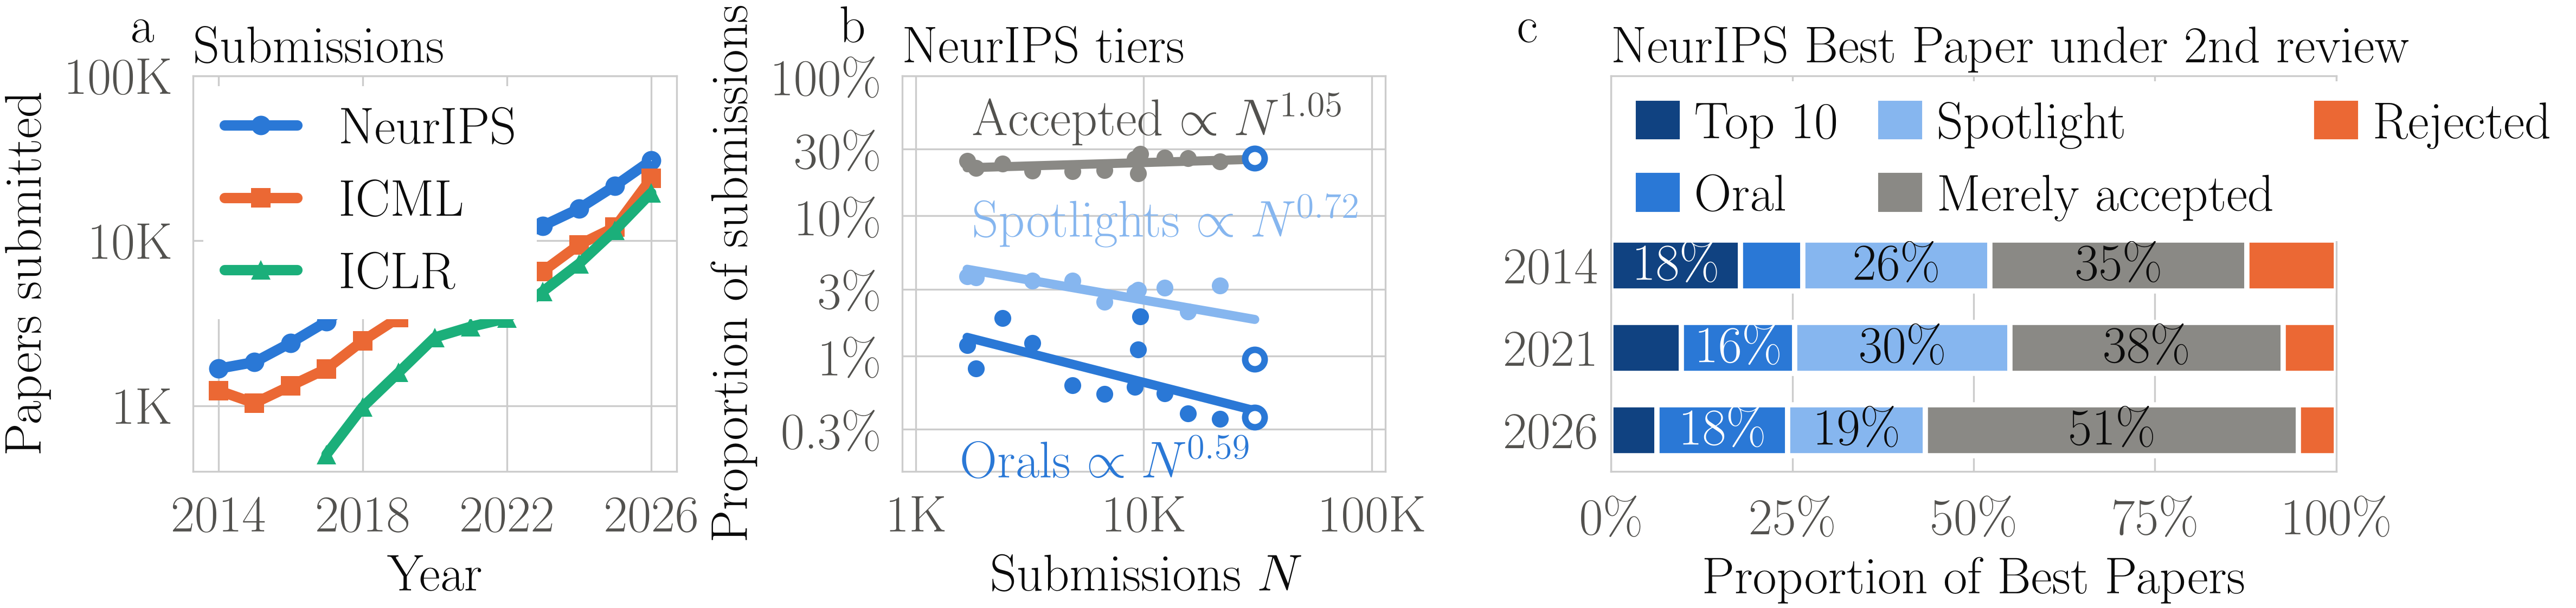 a
Submissions
Papers submitted
100K
10K
1K
NeurIPS
ICML
ICLR
2014 2018 2022 2026
Year
b
NeurIPS tiers
Proportion of submissions
100%
30%
10%
3%
1%
0.3%
Accepted ∝ N^1.05
Spotlights ∝ N^0.72
Orals ∝ N^0.59
1K 10K 100K
Submissions N
c
NeurIPS Best Paper under 2nd review
Top 10 Spotlight Rejected
Oral Merely accepted
2014 18% 26% 35%
2021 16% 30% 38%
2026 18% 19% 51%
0% 25% 50% 75% 100%
Proportion of Best Papers